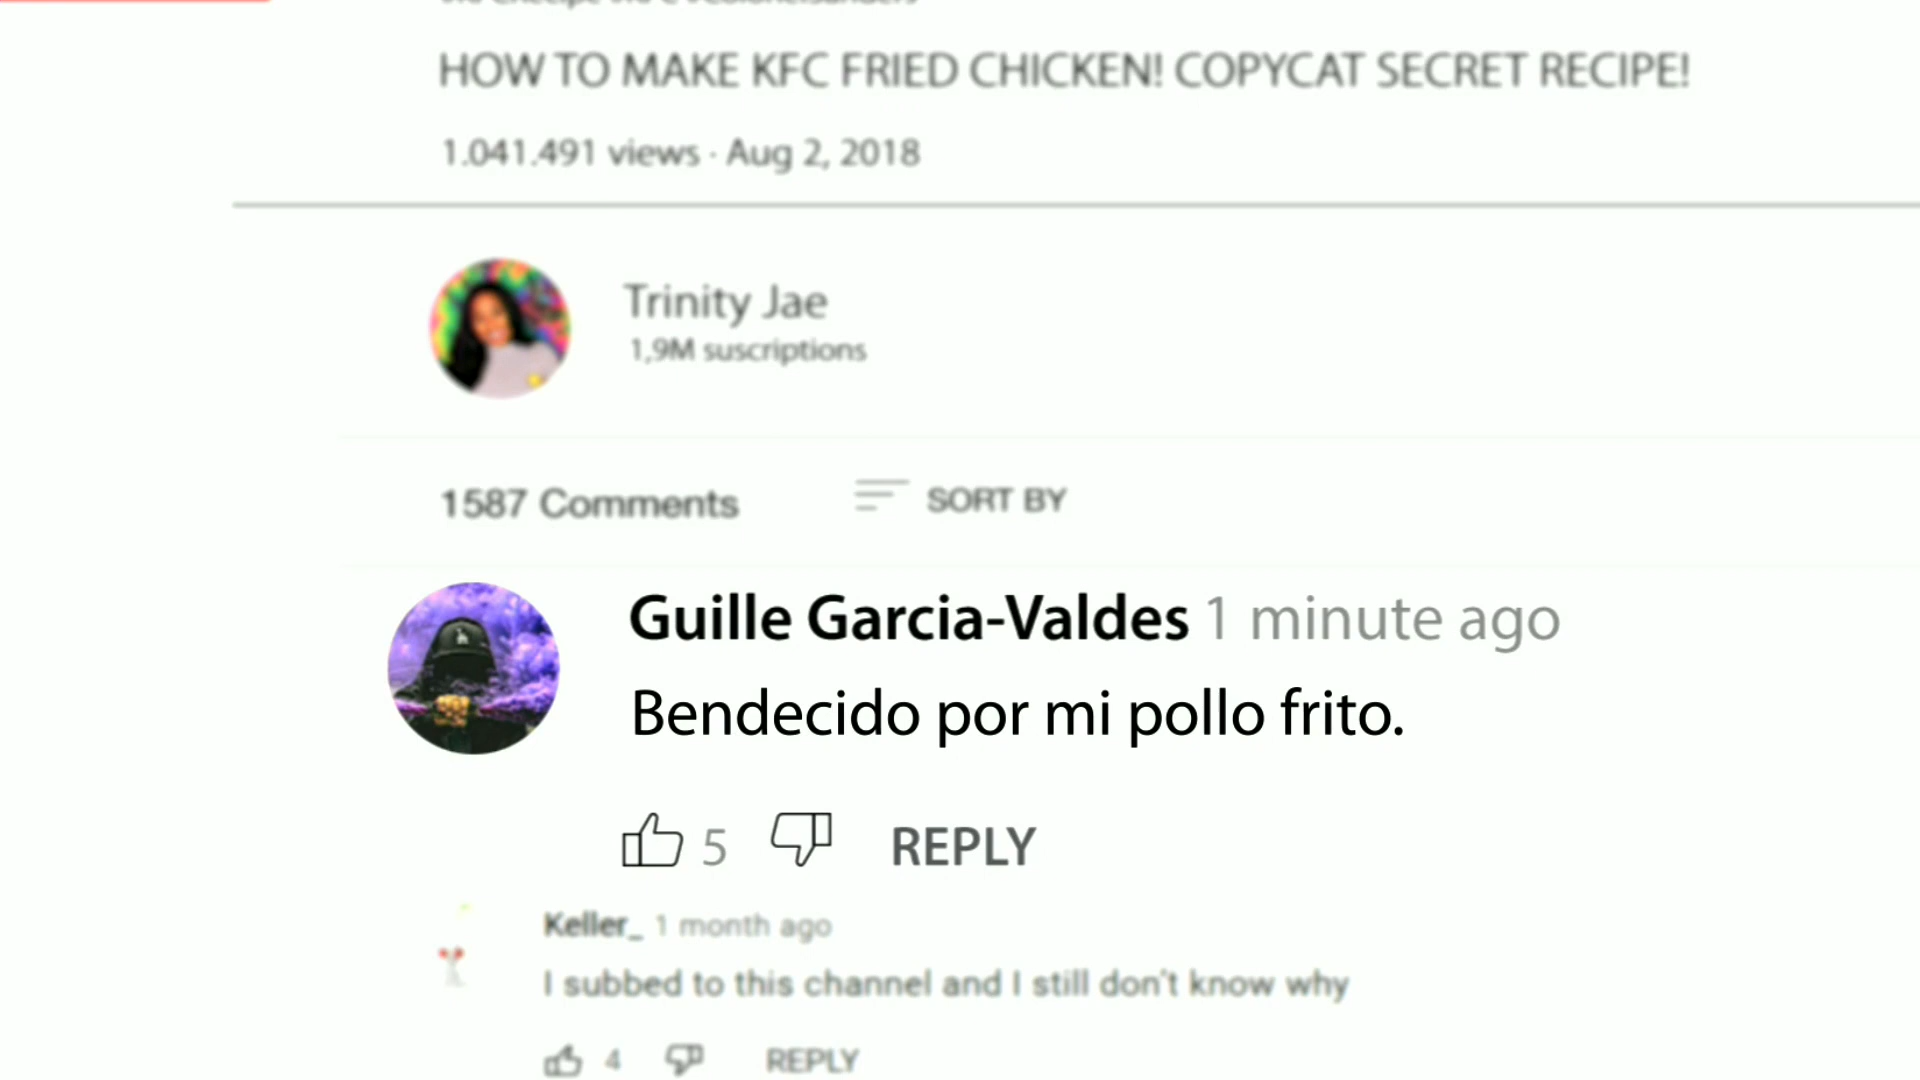 HOW TO MAKE KFC FRIED CHICKEN! COPYCAT SECRET RECIPE!
1.041.491 views · Aug 2, 2018
Trinity Jae
1,9M suscriptions
1587 Comments SORT BY
Guille Garcia-Valdes 1 minute ago
Bendecido por mi pollo frito.
5 REPLY
Keller_ 1 month ago
I subbed to this channel and I still don't know why
4 REPLY